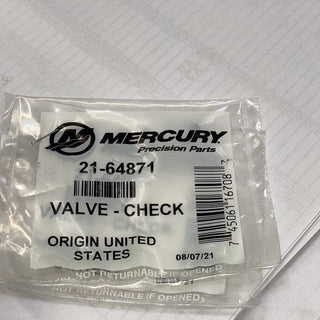 MERCURY
Precision Parts
21-64871
VALVE - CHECK
ORIGIN UNITED
STATES
08/07/21
NOT RETURNABLE IF OPENED
NOT RETURNABLE IF OPENED